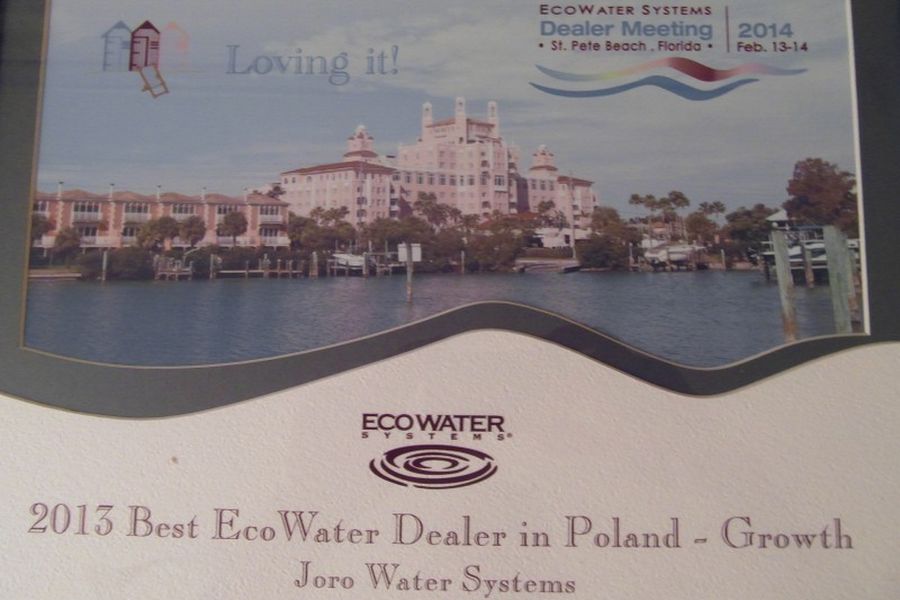 ECOWATER SYSTEMS
Dealer Meeting
• St. Pete Beach, Florida •
2014
Feb. 13-14
Loving it!
ECOWATER
SYSTEMS®
2013 Best EcoWater Dealer in Poland - Growth
Joro Water Systems